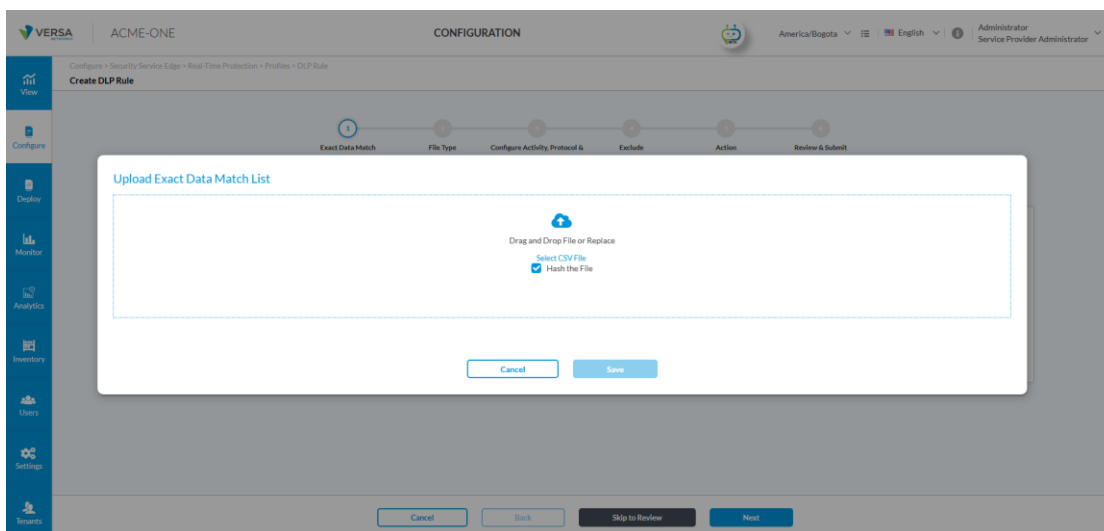 VERSA
NETWORKS
ACME-ONE
CONFIGURATION
America/Bogota
English
Administrator
Service Provider Administrator
Configure > Security Service Edge > Real-Time Protection > Profiles > DLP Rule
Create DLP Rule
View
Configure
Deploy
Monitor
Analytics
Inventory
Users
Settings
Tenants
1
Exact Data Match
File Type
Configure Activity, Protocol &
Exclude
Action
Review & Submit
Upload Exact Data Match List
Drag and Drop File or Replace
Select CSV File
Hash the File
Cancel
Save
Cancel
Back
Skip to Review
Next